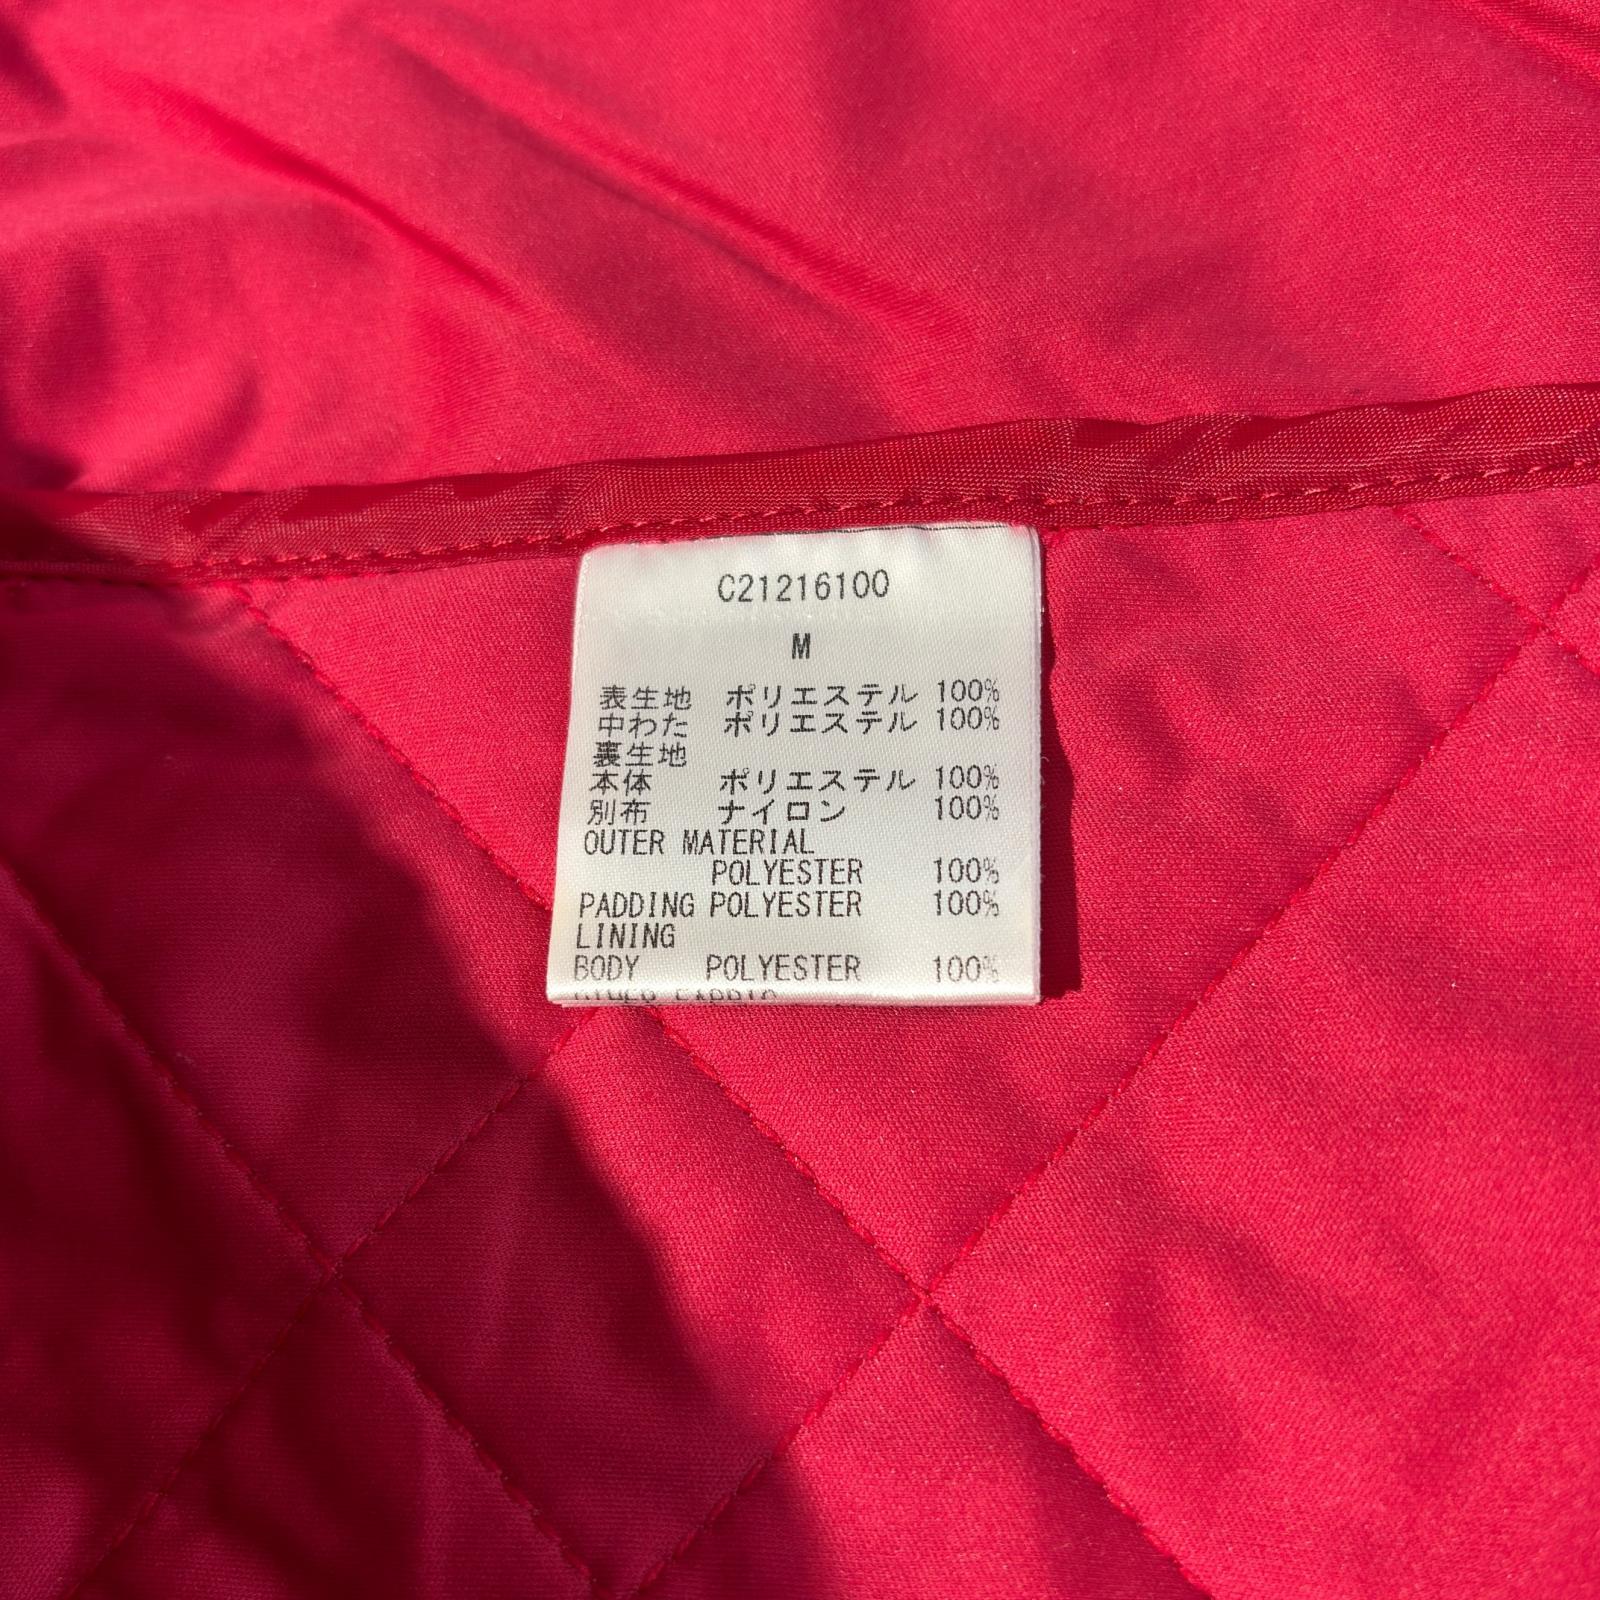 C21216100
M
表生地 ポリエステル 100%
中わた ポリエステル 100%
裏生地
本体 ポリエステル 100%
別布 ナイロン 100%
OUTER MATERIAL
POLYESTER 100%
PADDING POLYESTER 100%
LINING
BODY POLYESTER 100%